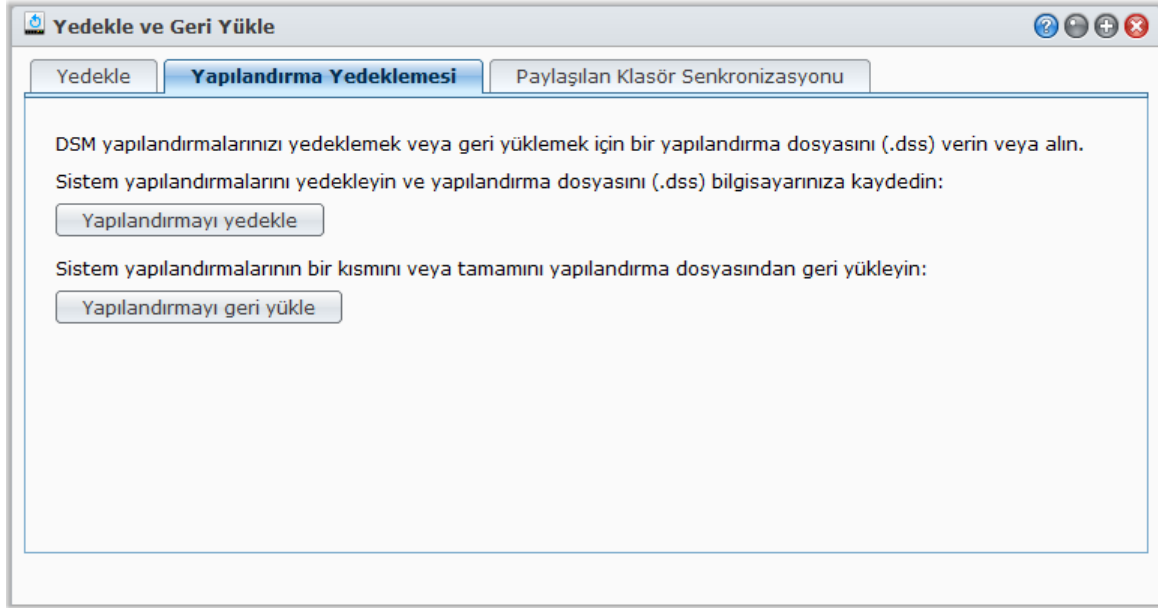 Yedekle ve Geri Yükle
Yedekle Yapılandırma Yedeklemesi Paylaşılan Klasör Senkronizasyonu
DSM yapılandırmalarınızı yedeklemek veya geri yüklemek için bir yapılandırma dosyasını (.dss) verin veya alın.
Sistem yapılandırmalarını yedekleyin ve yapılandırma dosyasını (.dss) bilgisayarınıza kaydedin:
Yapılandırmayı yedekle
Sistem yapılandırmalarının bir kısmını veya tamamını yapılandırma dosyasından geri yükleyin:
Yapılandırmayı geri yükle